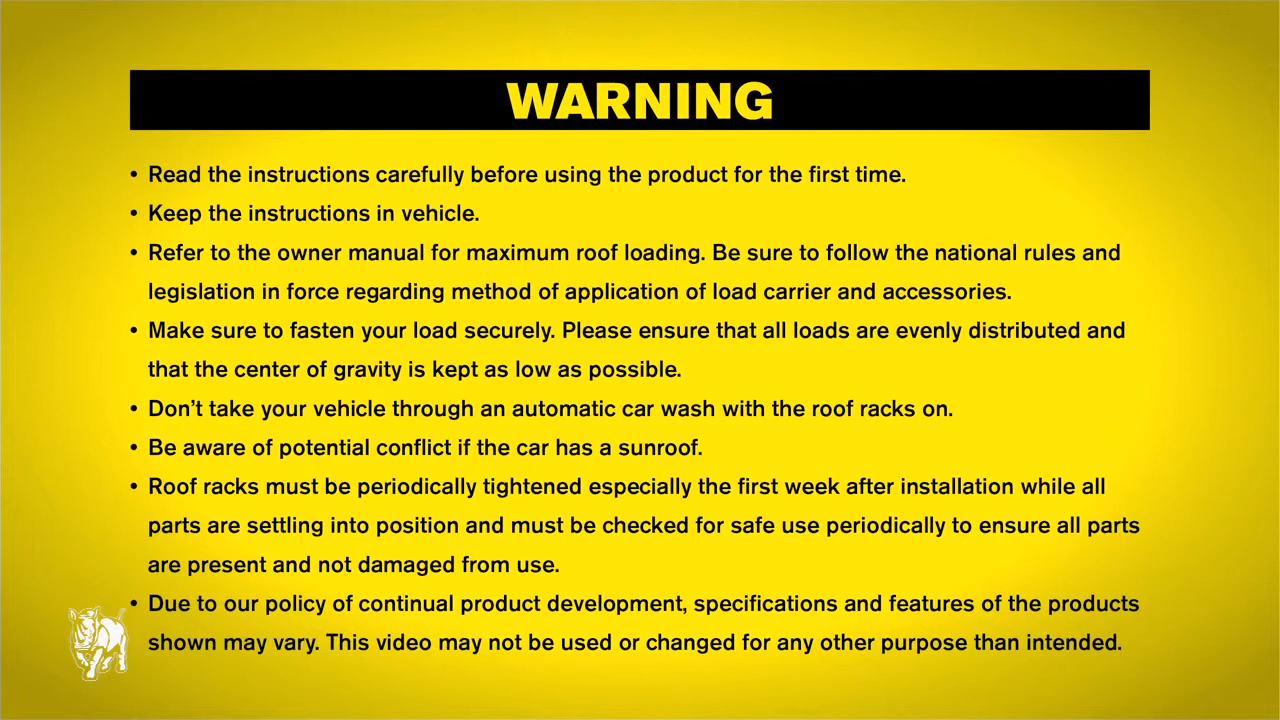 WARNING
• Read the instructions carefully before using the product for the first time.
• Keep the instructions in vehicle.
• Refer to the owner manual for maximum roof loading. Be sure to follow the national rules and
legislation in force regarding method of application of load carrier and accessories.
• Make sure to fasten your load securely. Please ensure that all loads are evenly distributed and
that the center of gravity is kept as low as possible.
• Don’t take your vehicle through an automatic car wash with the roof racks on.
• Be aware of potential conflict if the car has a sunroof.
• Roof racks must be periodically tightened especially the first week after installation while all
parts are settling into position and must be checked for safe use periodically to ensure all parts
are present and not damaged from use.
• Due to our policy of continual product development, specifications and features of the products
shown may vary. This video may not be used or changed for any other purpose than intended.